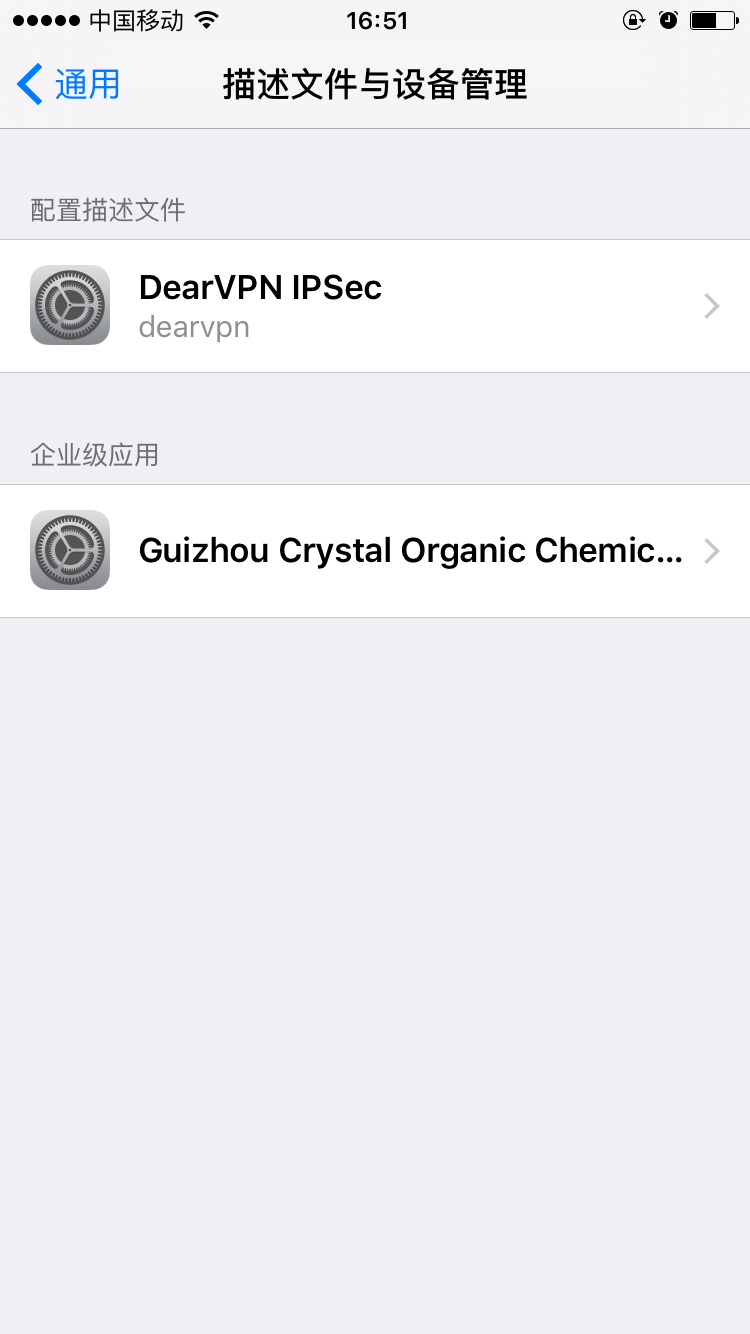 中国移动 16:51
通用 描述文件与设备管理
配置描述文件
DearVPN IPSec
dearvpn
企业级应用
Guizhou Crystal Organic Chemic...